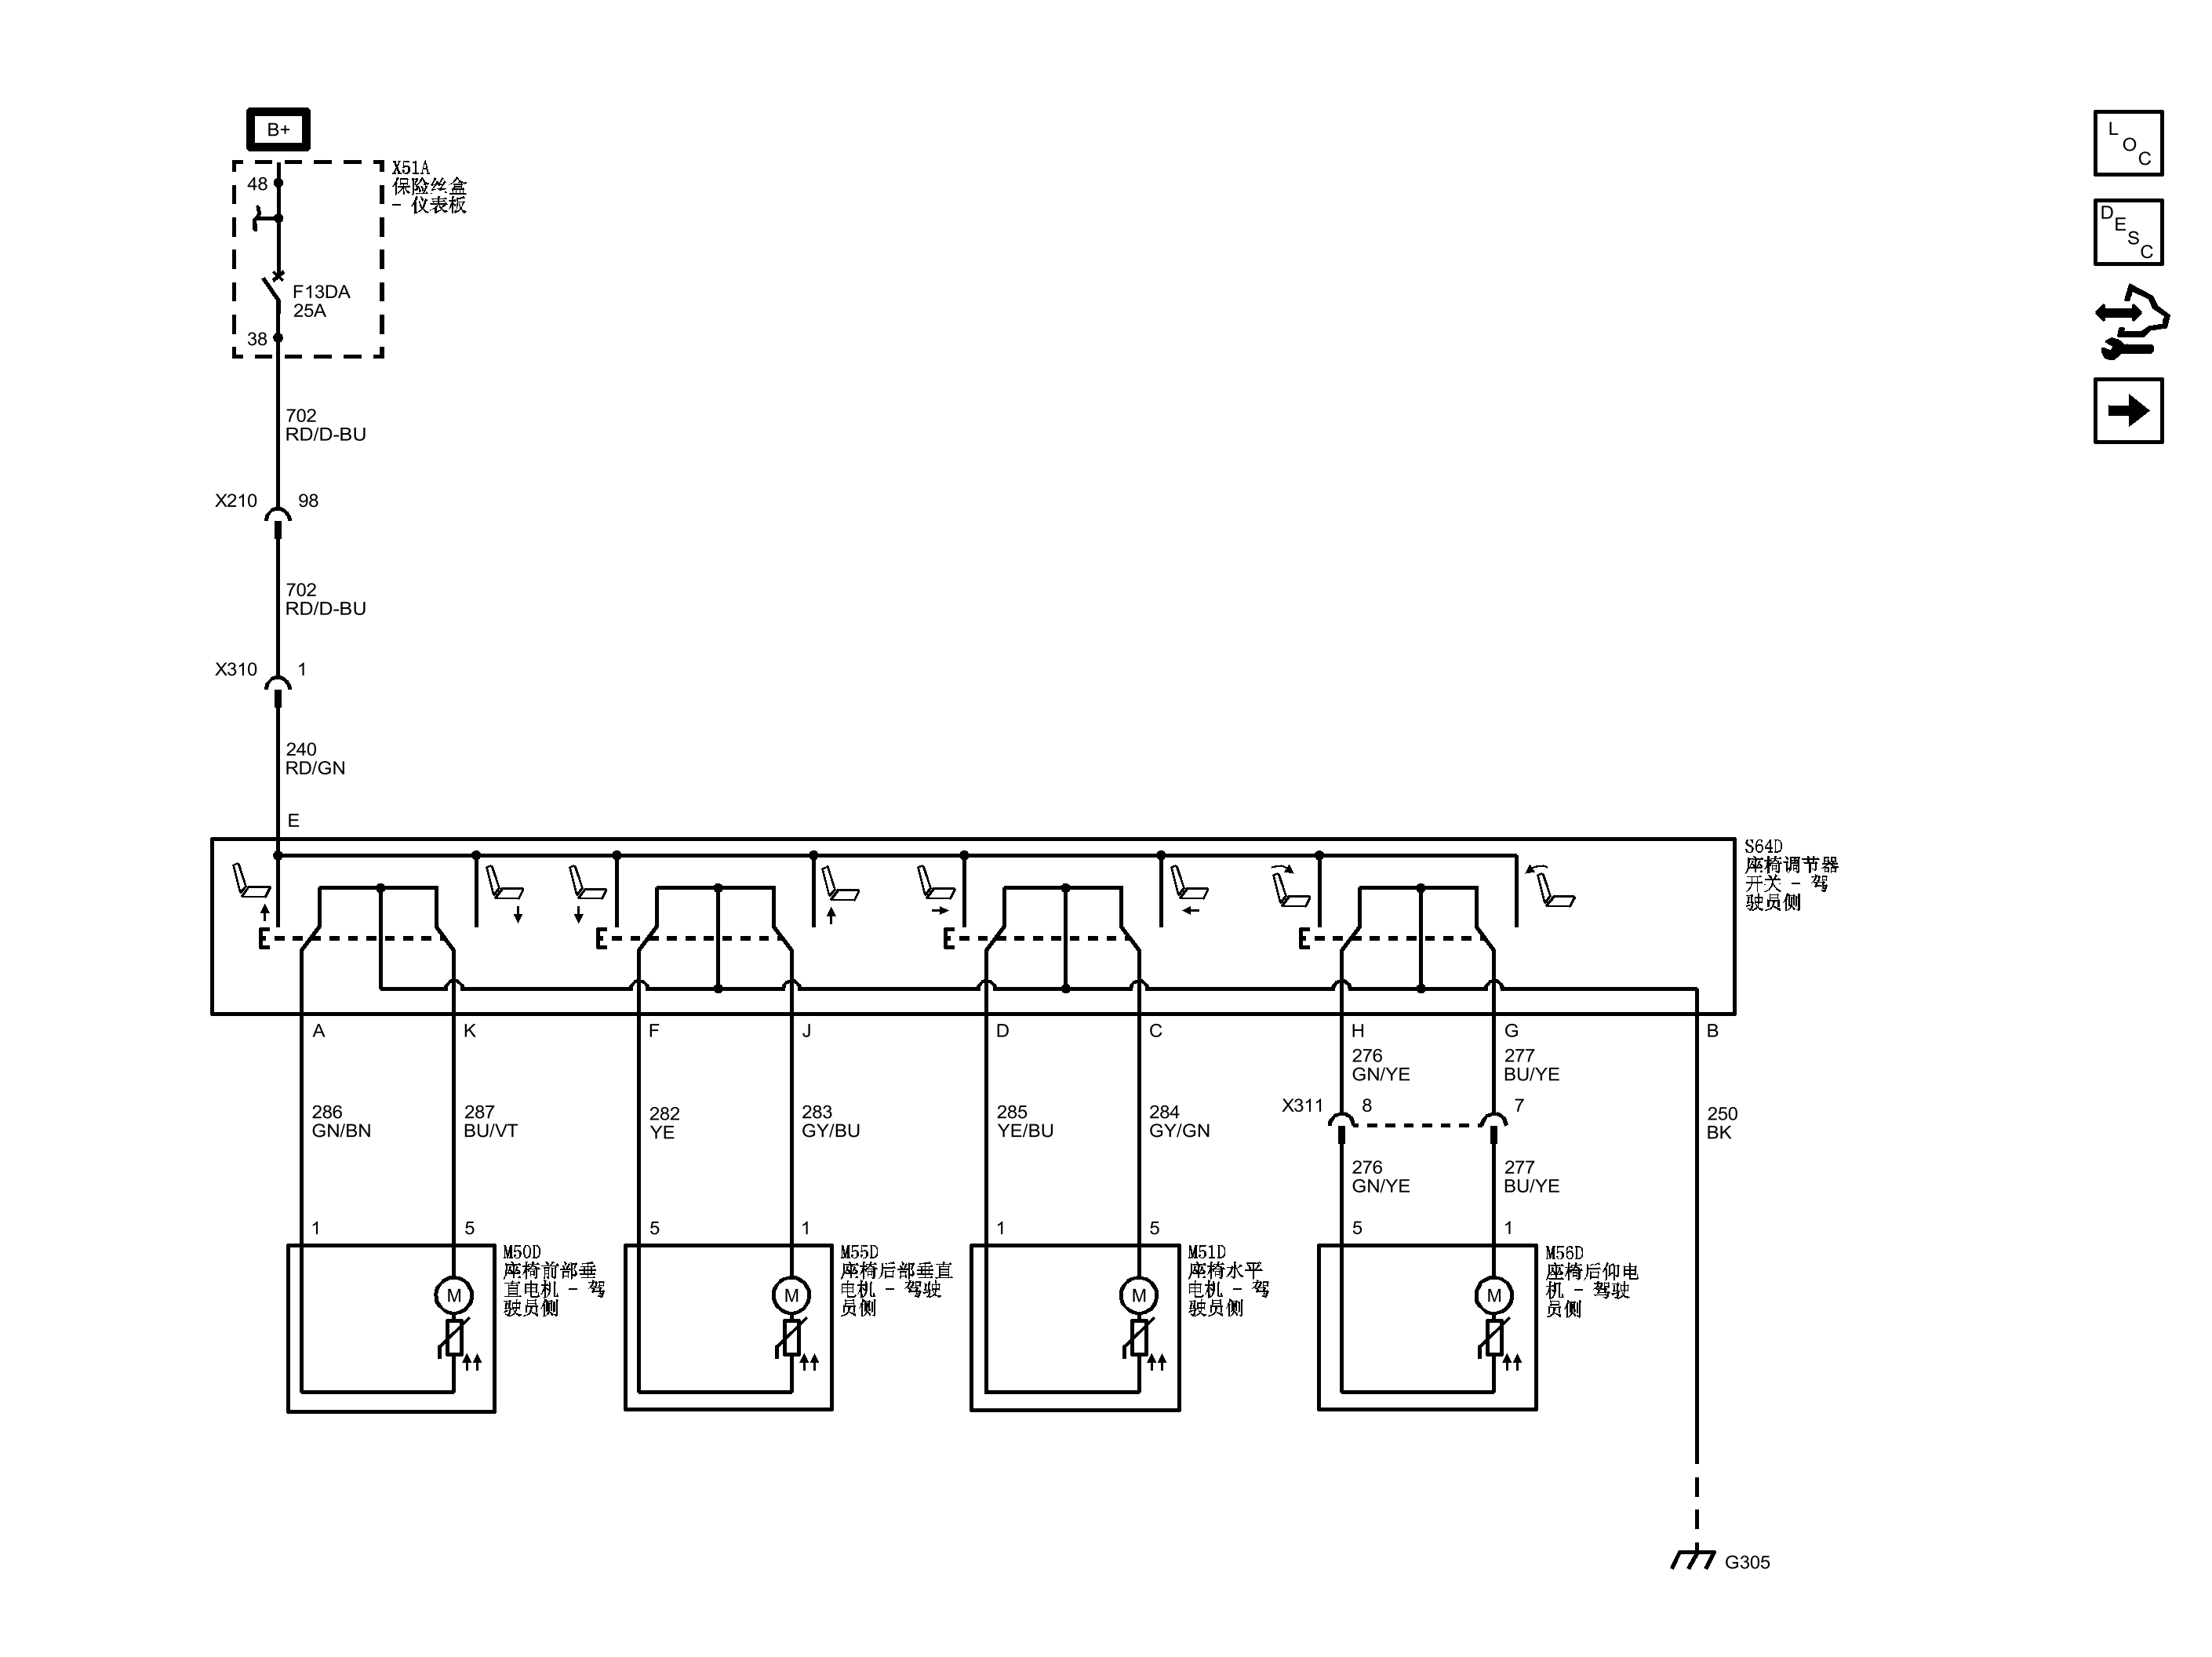 B+
48
X51A
保险丝盒
- 仪表板
F13DA
25A
38
702
RD/D-BU
X210 98
702
RD/D-BU
X310 1
240
RD/GN
E
S64D
座椅调节器
开关 - 驾
驶员侧
A K F J D C H G B
286
GN/BN
287
BU/VT
282
YE
283
GY/BU
285
YE/BU
284
GY/GN
276
GN/YE
277
BU/YE
X311 8 7
276
GN/YE
277
BU/YE
250
BK
1 5 5 1 1 5 5 1
M50D
座椅前部垂
直电机 - 驾
驶员侧
M
M55D
座椅后部垂直
电机 - 驾驶
员侧
M
M51D
座椅水平
电机 - 驾
驶员侧
M
M56D
座椅后仰电
机 - 驾驶
员侧
M
G305
LOC
DESC